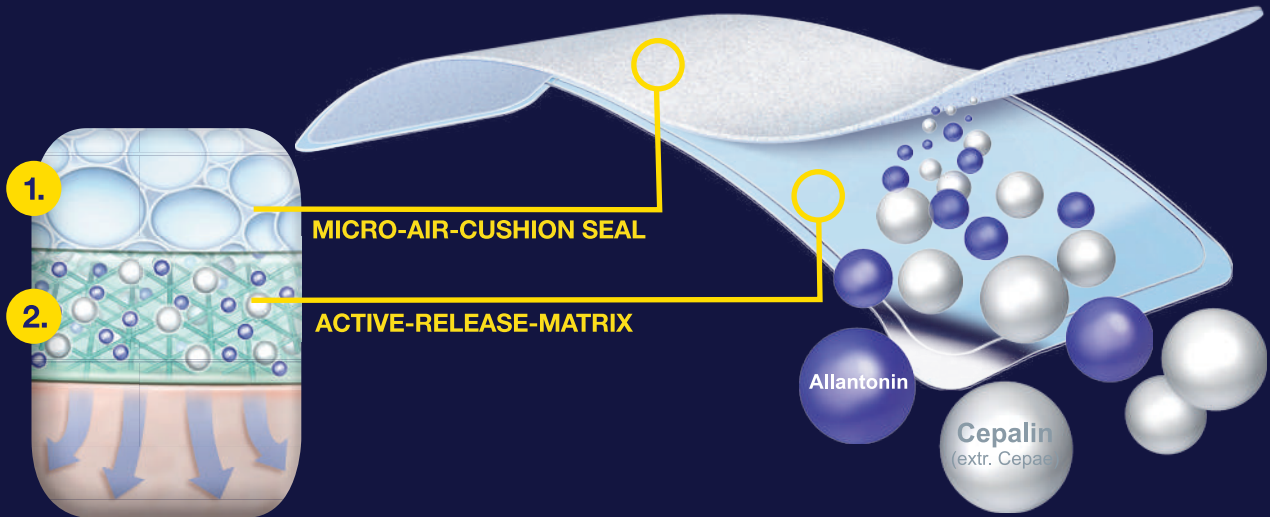 1.
MICRO-AIR-CUSHION SEAL
2.
ACTIVE-RELEASE-MATRIX
Allantonin
Cepalin
(extr. Cepae)